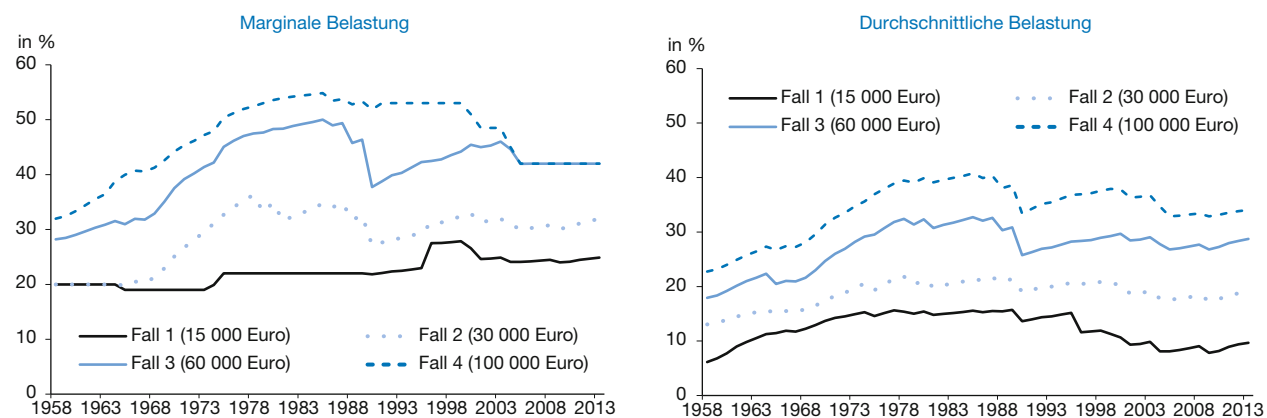 Marginale Belastung
in %
60
50
40
30
20
10
0
Fall 1 (15 000 Euro)
Fall 2 (30 000 Euro)
Fall 3 (60 000 Euro)
Fall 4 (100 000 Euro)
1958 1963 1968 1973 1978 1983 1988 1993 1998 2003 2008 2013
Durchschnittliche Belastung
in %
60
50
40
30
20
10
0
Fall 1 (15 000 Euro)
Fall 2 (30 000 Euro)
Fall 3 (60 000 Euro)
Fall 4 (100 000 Euro)
1958 1963 1968 1973 1978 1983 1988 1993 1998 2003 2008 2013